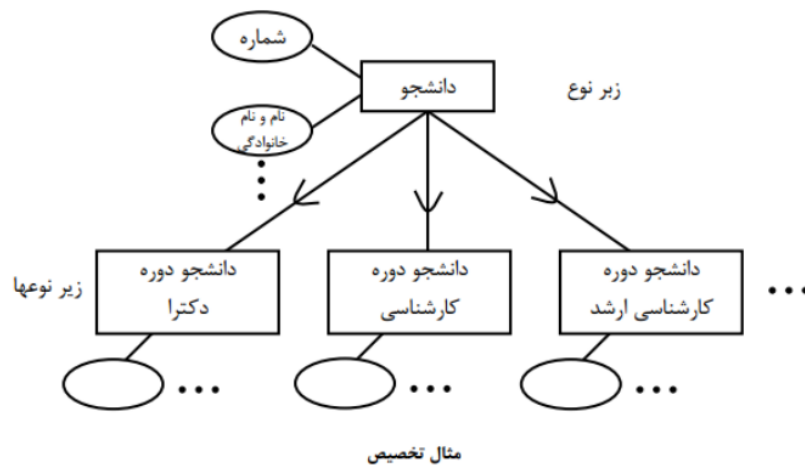 شماره
دانشجو
زبر نوع
نام و نام
خانوادگی
دانشجو دوره
کارشناسی ارشد
دانشجو دوره
کارشناسی
دانشجو دوره
دکترا
زیر نوعها
مثال تخصیص